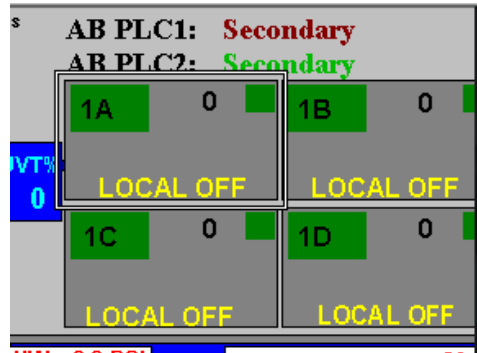 s
AB PLC1: Secondary
AB PLC2: Secondary
1A 0
1B 0
VT%
0
LOCAL OFF
LOCAL OFF
1C 0
1D 0
LOCAL OFF
LOCAL OFF